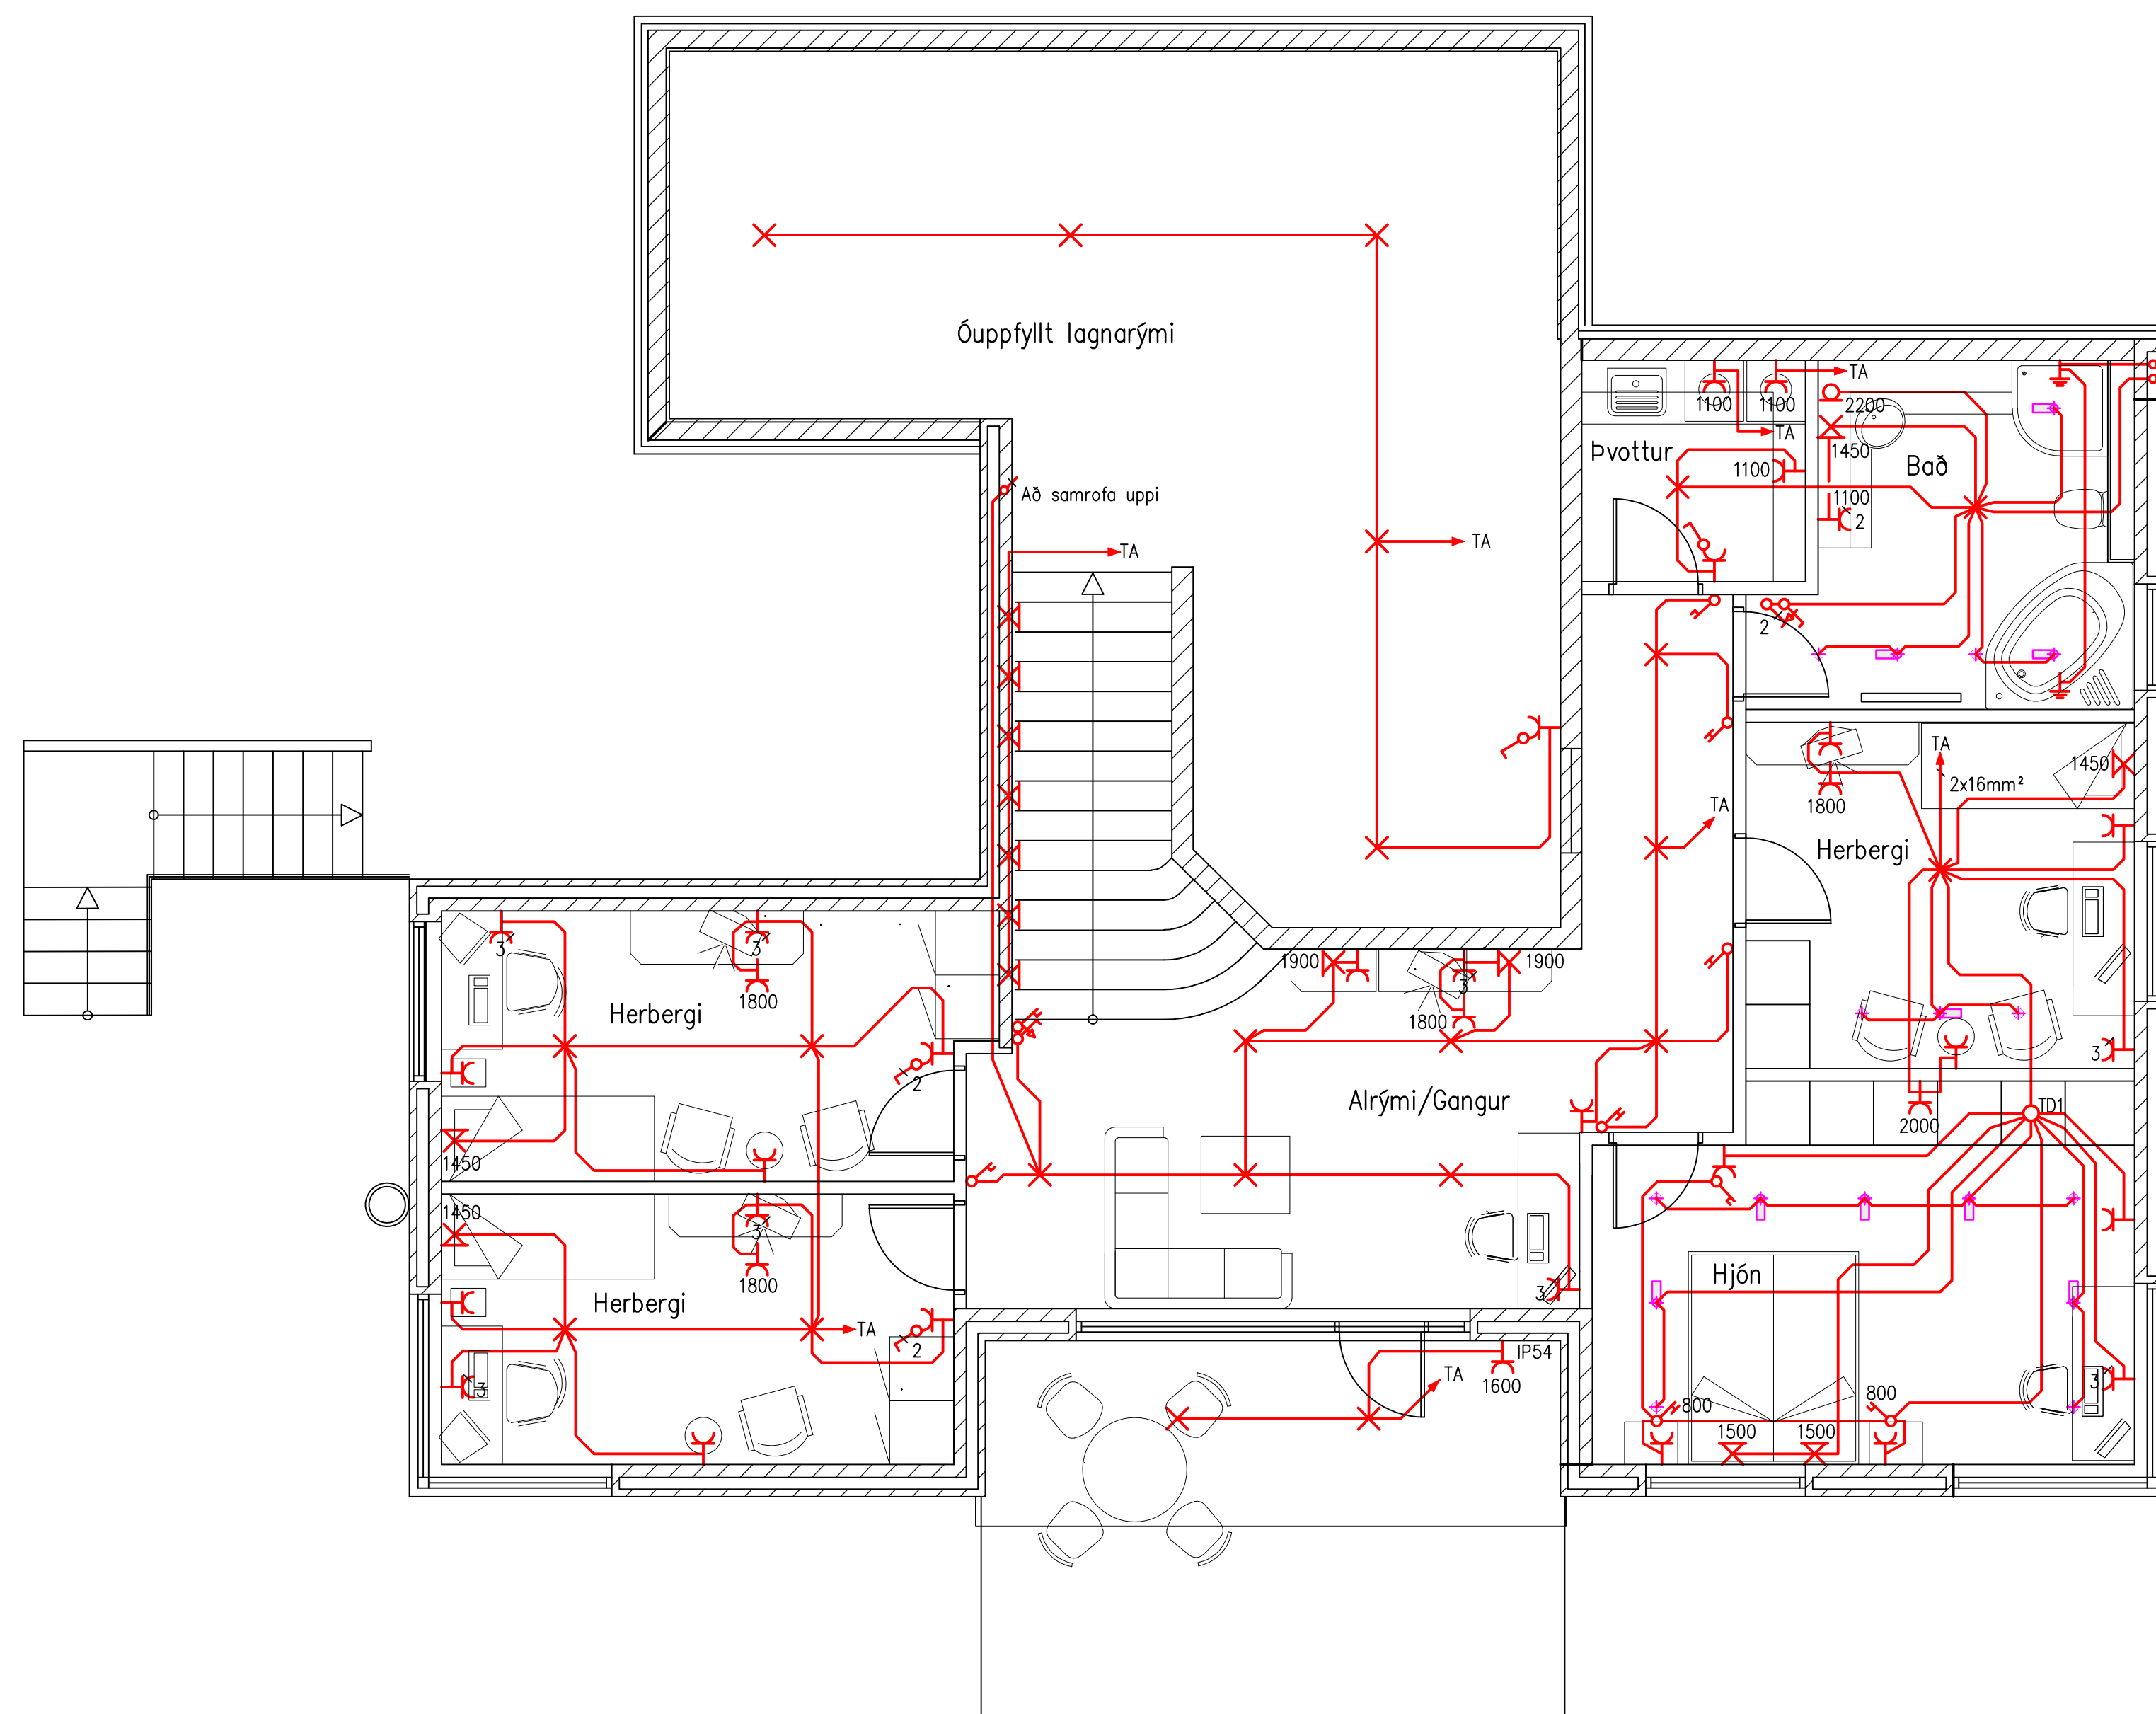 Óuppfyllt lagnarými
TA
1100
1100
2200
TA
Þvottur
1450
Bað
1100
1100
2
Að samrofa uppi
TA
TA
2
TA
1450
2x16mm²
1800
TA
Herbergi
3
3
1900
1900
3
1800
1800
Herbergi
3
2
Alrými/Gangur
TD1
2000
1450
1450
3
1800
Hjón
3
Herbergi
TA
2
IP54
TA
1600
3
3
800
800
1500
1500